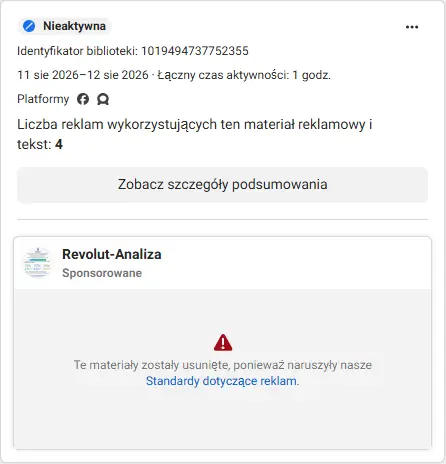 Nieaktywna
Identyfikator biblioteki: 1019494737752355
11 sie 2026–12 sie 2026 · Łączny czas aktywności: 1 godz.
Platformy
Liczba reklam wykorzystujących ten materiał reklamowy i
tekst: 4
Zobacz szczegóły podsumowania
Revolut-Analiza
Sponsorowane
Te materiały zostały usunięte, ponieważ naruszyły nasze
Standardy dotyczące reklam.